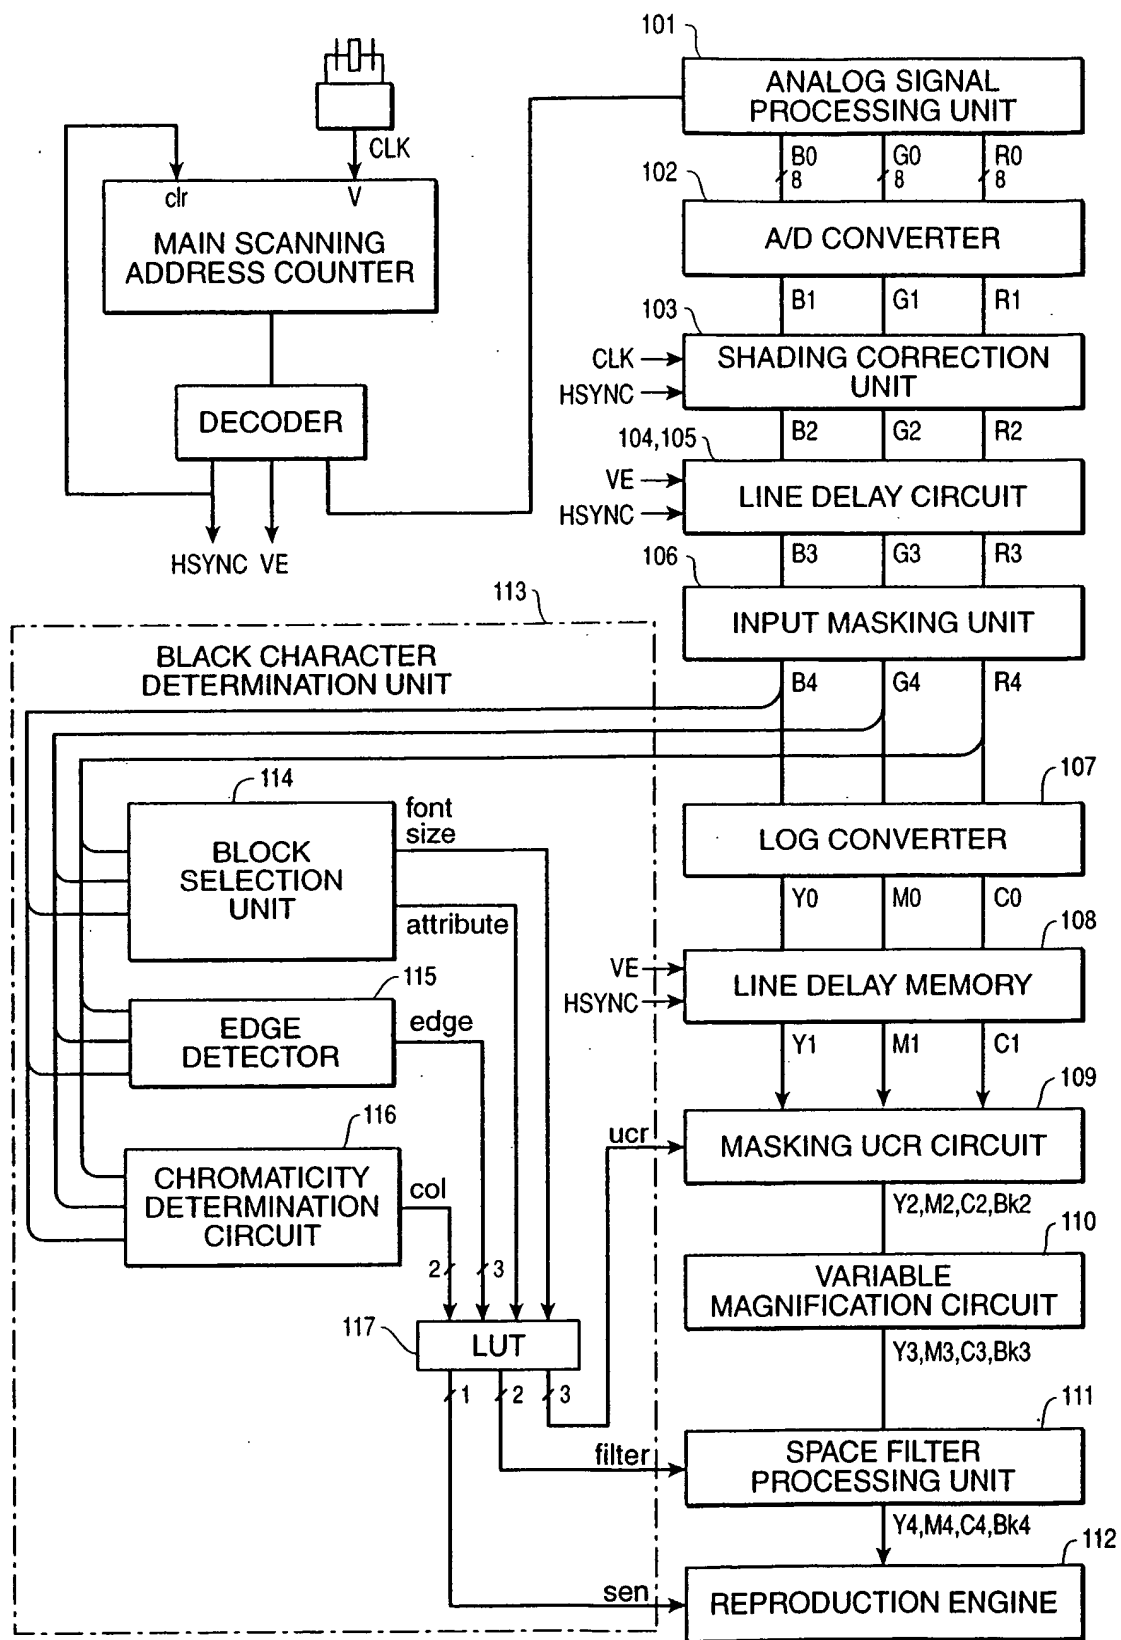 101
ANALOG SIGNAL
PROCESSING UNIT
CLK
clr
V
MAIN SCANNING
ADDRESS COUNTER
B0
G0
R0
8
8
8
102
A/D CONVERTER
B1
G1
R1
103
CLK
HSYNC
SHADING CORRECTION
UNIT
DECODER
B2
G2
R2
104,105
VE
HSYNC
LINE DELAY CIRCUIT
HSYNC VE
B3
G3
R3
106
INPUT MASKING UNIT
113
BLACK CHARACTER
DETERMINATION UNIT
B4
G4
R4
114
BLOCK
SELECTION
UNIT
font
size
attribute
107
LOG CONVERTER
Y0
M0
C0
108
VE
HSYNC
LINE DELAY MEMORY
115
EDGE
DETECTOR
edge
Y1
M1
C1
109
ucr
MASKING UCR CIRCUIT
116
CHROMATICITY
DETERMINATION
CIRCUIT
col
2
3
Y2,M2,C2,Bk2
110
VARIABLE
MAGNIFICATION CIRCUIT
117
LUT
1
2
3
Y3,M3,C3,Bk3
111
filter
SPACE FILTER
PROCESSING UNIT
Y4,M4,C4,Bk4
112
sen
REPRODUCTION ENGINE